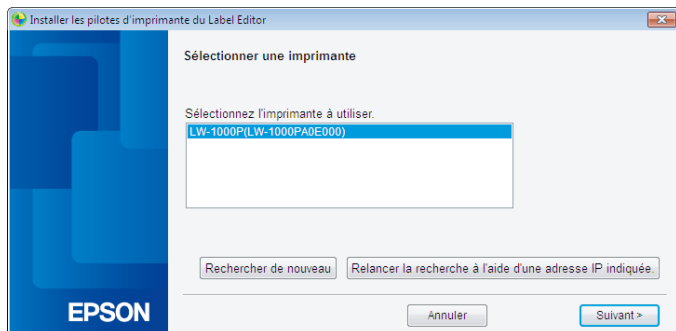 Installer les pilotes d'imprimante du Label Editor
Sélectionner une imprimante
Sélectionnez l'imprimante à utiliser.
LW-1000P(LW-1000PA0E000)
Rechercher de nouveau
Relancer la recherche à l'aide d'une adresse IP indiquée.
EPSON
Annuler
Suivant >